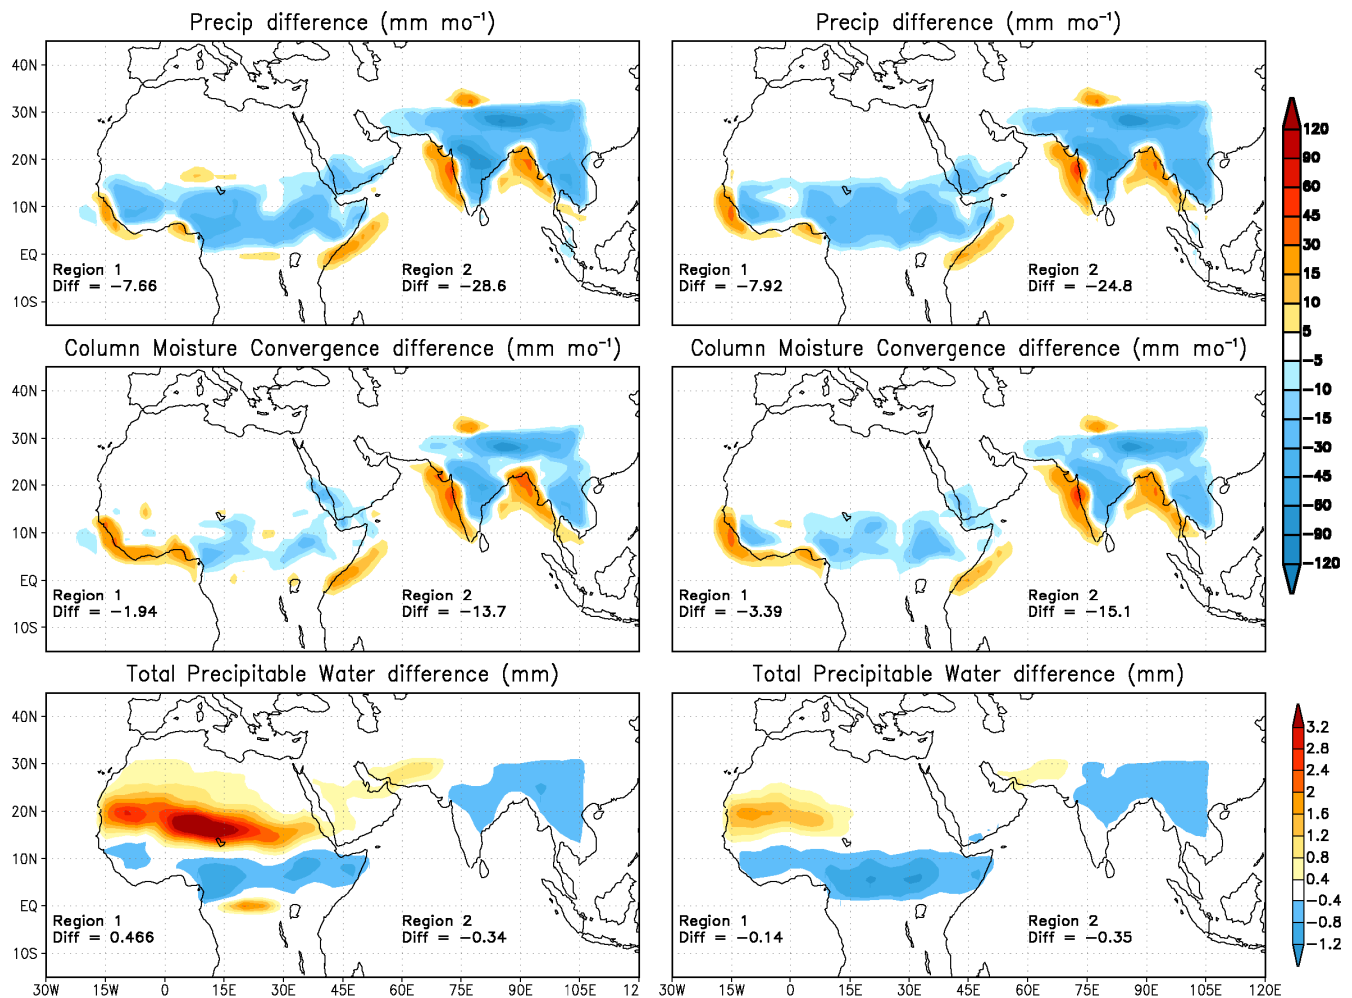 Precip difference (mm mo⁻¹)
Precip difference (mm mo⁻¹)
40N
30N
20N
10N
EQ
10S
Region 1
Diff = −7.66
Region 2
Diff = −28.6
Region 1
Diff = −7.92
Region 2
Diff = −24.8
120
90
60
45
30
15
10
5
−5
−10
−15
−30
−45
−60
−90
−120
Column Moisture Convergence difference (mm mo⁻¹)
Column Moisture Convergence difference (mm mo⁻¹)
40N
30N
20N
10N
EQ
10S
Region 1
Diff = −1.94
Region 2
Diff = −13.7
Region 1
Diff = −3.39
Region 2
Diff = −15.1
Total Precipitable Water difference (mm)
Total Precipitable Water difference (mm)
40N
30N
20N
10N
EQ
10S
Region 1
Diff = 0.466
Region 2
Diff = −0.34
Region 1
Diff = −0.14
Region 2
Diff = −0.35
3.2
2.8
2.4
2
1.6
1.2
0.8
0.4
−0.4
−0.8
−1.2
30W 15W 0 15E 30E 45E 60E 75E 90E 105E 12
30W 15W 0 15E 30E 45E 60E 75E 90E 105E 120E